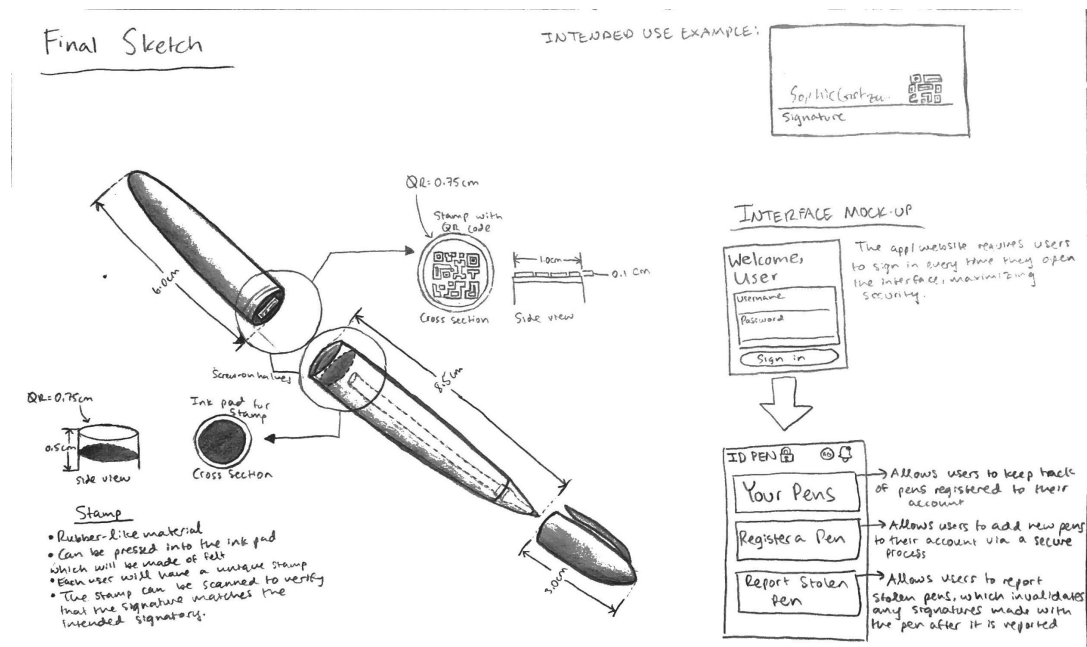 Final Sketch
INTENDED USE EXAMPLE:
Signature
QR=0.75cm
Stamp with
QR code
Cross section
1.0cm
0.1 cm
Side view
6.0cm
8.5cm
3.0cm
QR=0.75cm
0.5cm
side view
Ink pad for
Stamp
Cross Section
Stamp
• Rubber-like material
• Can be pressed into the ink pad
which will be made of felt
• Each user will have a unique stamp
• The stamp can be scanned to verify
that the signature matches the
intended signatory.
INTERFACE MOCK-UP
Welcome,
User
Username
Password
Sign in
The app/website requires users
to sign in every time they open
the interface, maximizing
security.
ID PEN
Your Pens
Register a Pen
Report Stolen
Pen
Allows users to keep track
of pens registered to their
account
Allows users to add new pens
to their account via a secure
process
Allows users to report
stolen pens, which invalidates
any signatures made with
the pen after it is reported